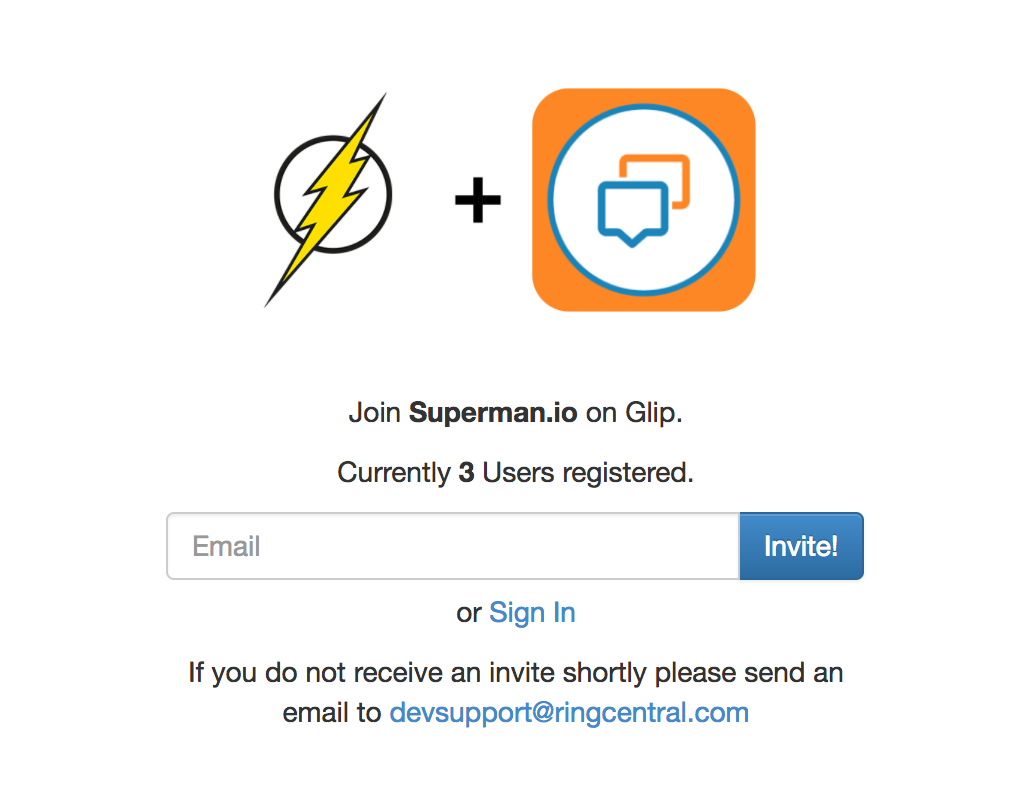 Join Superman.io on Glip.
Currently 3 Users registered.
Email
Invite!
or Sign In
If you do not receive an invite shortly please send an
email to devsupport@ringcentral.com